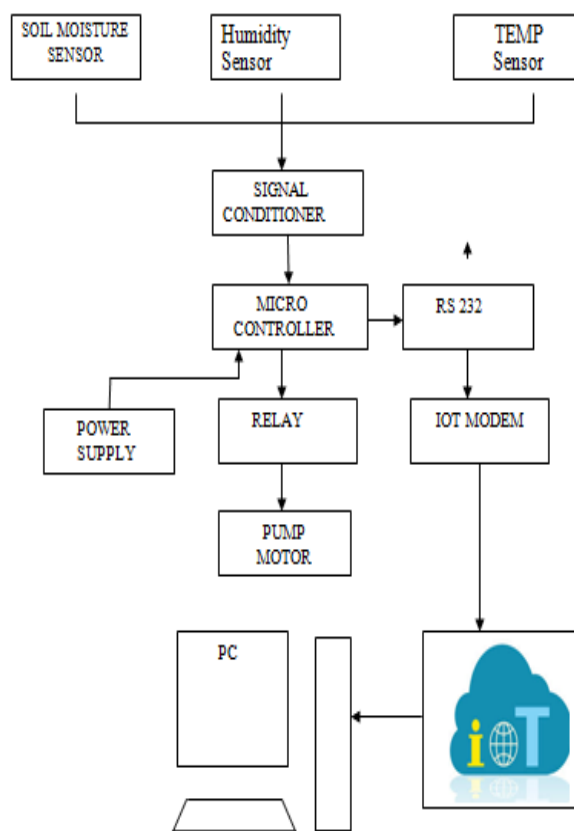 SOIL MOISTURE
SENSOR
Humidity
Sensor
TEMP
Sensor
SIGNAL
CONDITIONER
MICRO
CONTROLLER
RS 232
POWER
SUPPLY
RELAY
IOT MODEM
PUMP
MOTOR
PC
iOT